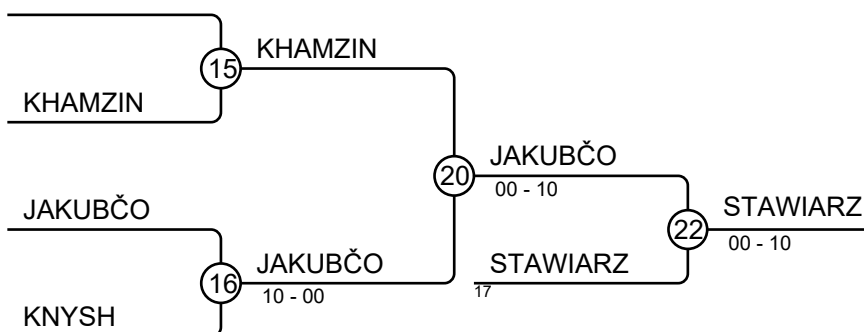 KHAMZIN
15
KHAMZIN
JAKUBČO
20
00 - 10
STAWIARZ
22
00 - 10
JAKUBČO
JAKUBČO
16
10 - 00
STAWIARZ
17
KNYSH